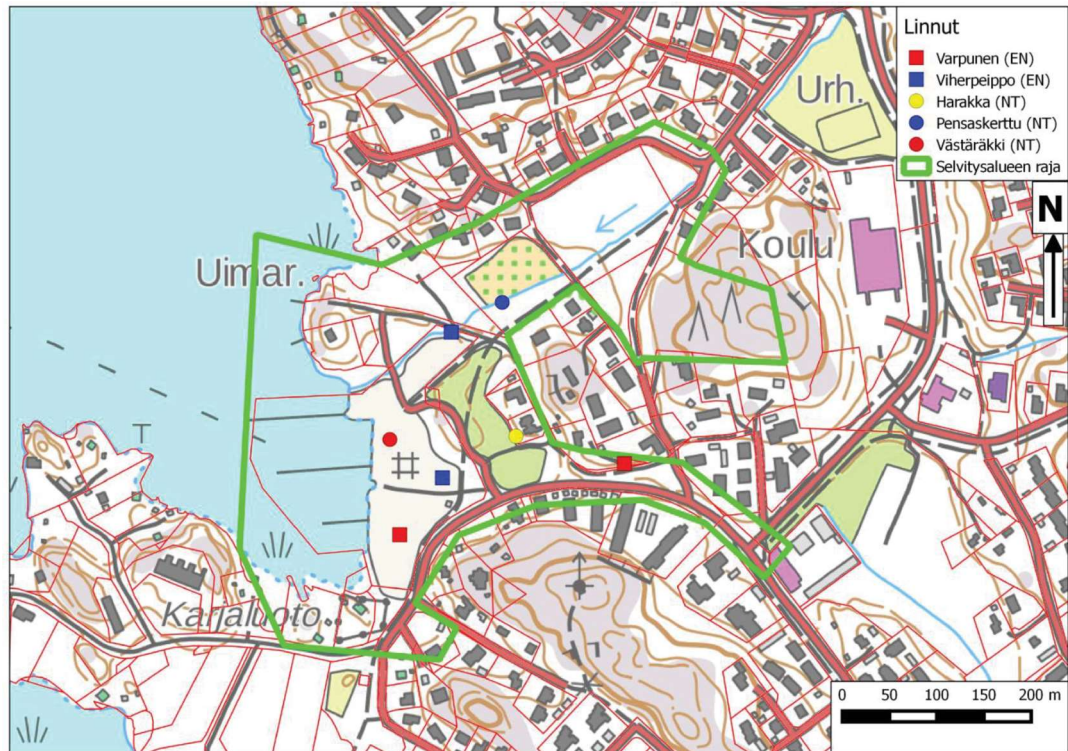 Linnut
Varpunen (EN)
Viherpeippo (EN)
Harakka (NT)
Pensaskerttu (NT)
Västäräkki (NT)
Selvitysalueen raja
Urh.
N
Koulu
Uimar.
Karjaluoto
0 50 100 150 200 m